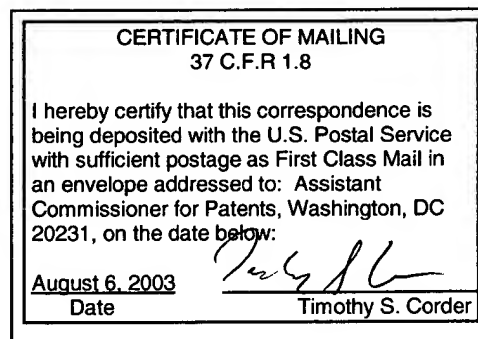 CERTIFICATE OF MAILING
37 C.F.R 1.8
I hereby certify that this correspondence is
being deposited with the U.S. Postal Service
with sufficient postage as First Class Mail in
an envelope addressed to: Assistant
Commissioner for Patents, Washington, DC
20231, on the date below:
August 6, 2003
Date Timothy S. Corder